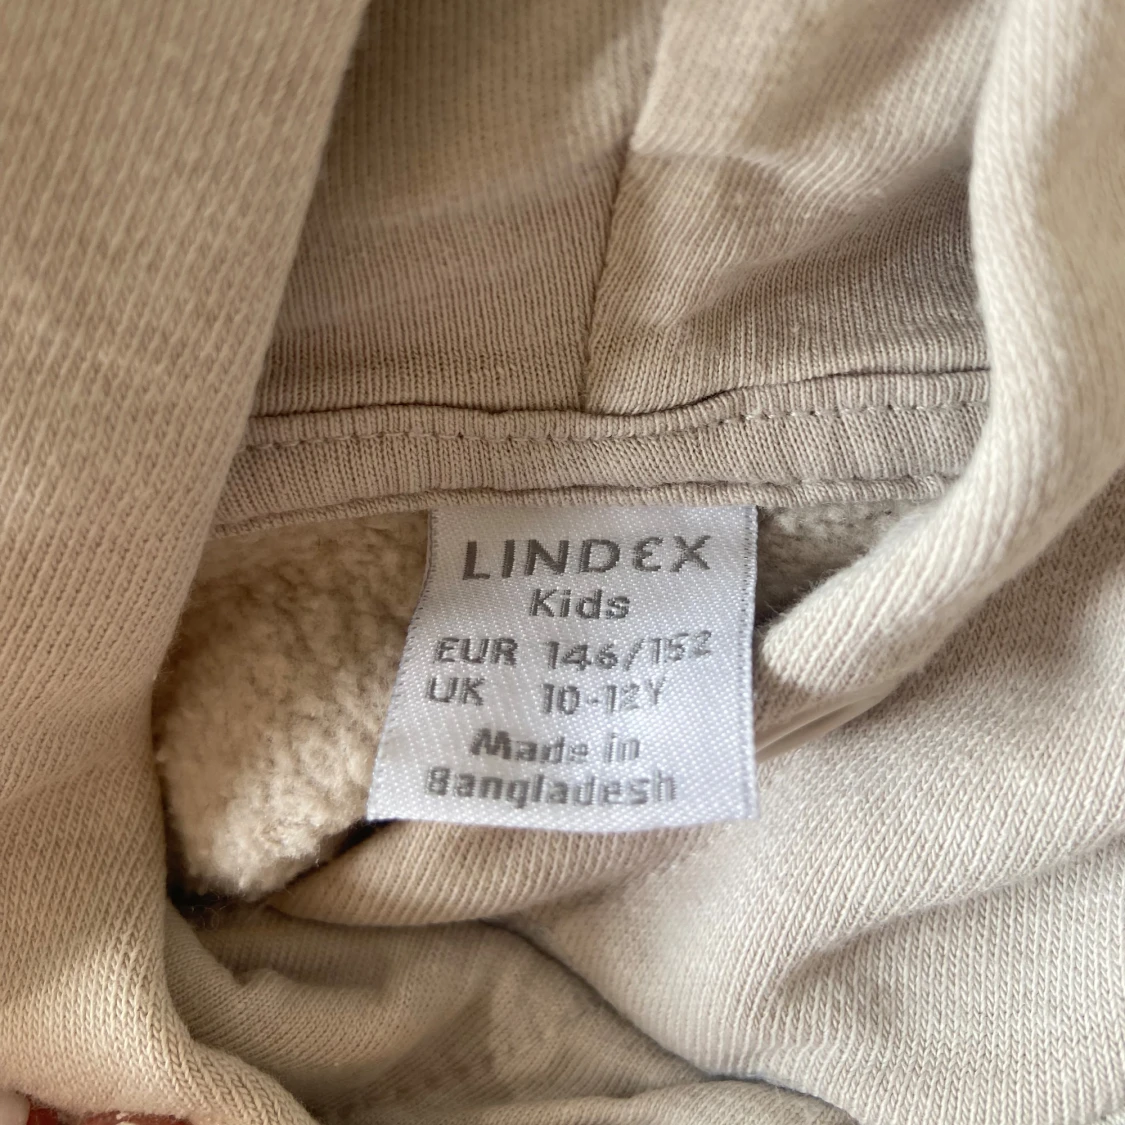 LINDEX
Kids
EUR 146/152
UK 10-12Y
Made in
Bangladesh